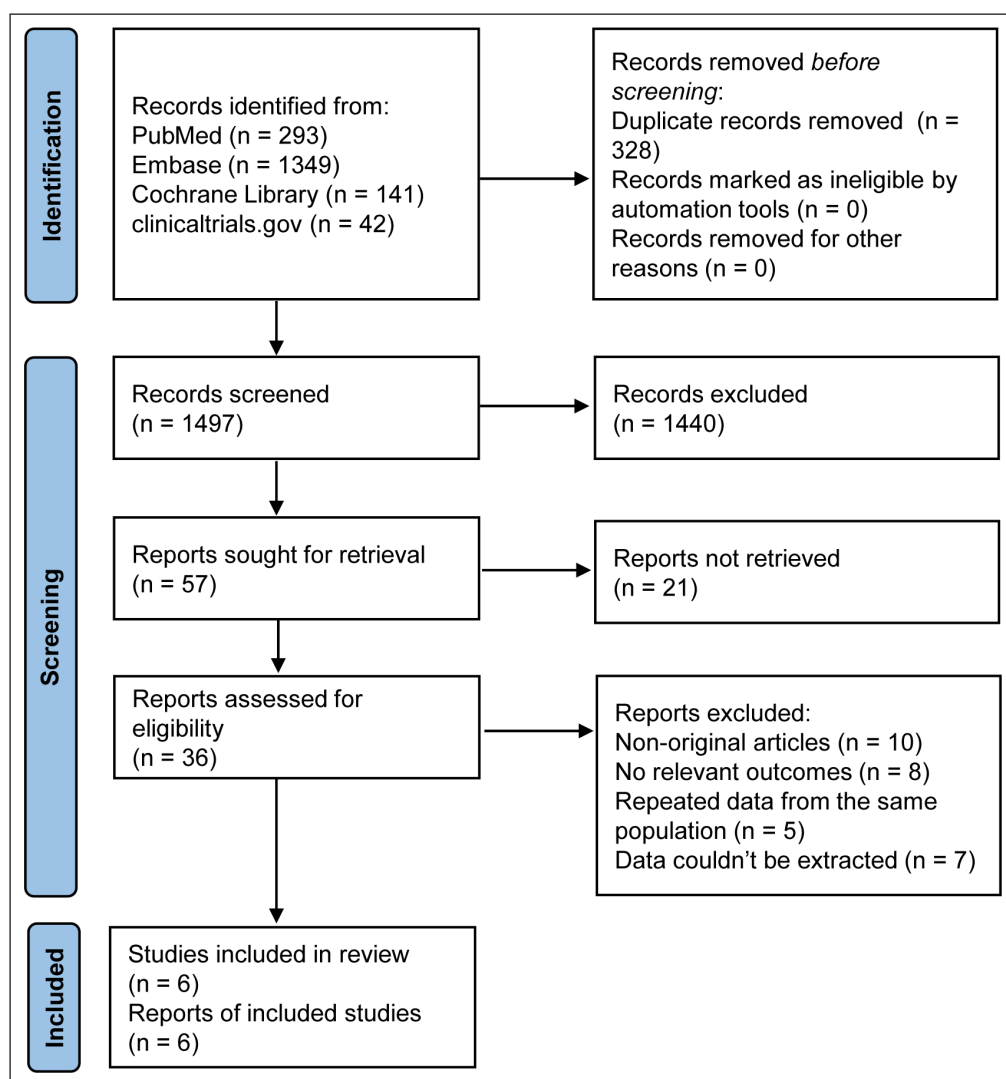 Identification
Records identified from:
PubMed (n = 293)
Embase (n = 1349)
Cochrane Library (n = 141)
clinicaltrials.gov (n = 42)
Records removed before
screening:
Duplicate records removed (n =
328)
Records marked as ineligible by
automation tools (n = 0)
Records removed for other
reasons (n = 0)
Screening
Records screened
(n = 1497)
Records excluded
(n = 1440)
Reports sought for retrieval
(n = 57)
Reports not retrieved
(n = 21)
Reports assessed for
eligibility
(n = 36)
Reports excluded:
Non-original articles (n = 10)
No relevant outcomes (n = 8)
Repeated data from the same
population (n = 5)
Data couldn't be extracted (n = 7)
Included
Studies included in review
(n = 6)
Reports of included studies
(n = 6)